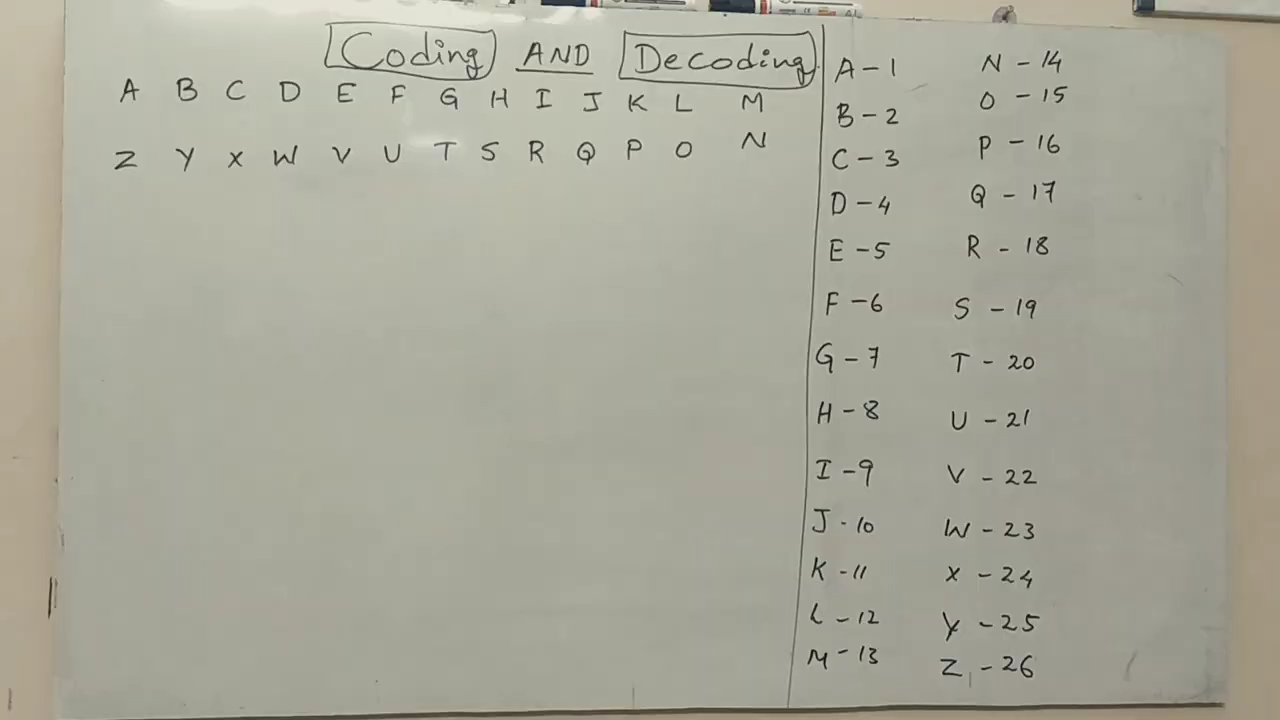 Coding AND Decoding
A B C D E F G H I J K L M
Z Y X W V U T S R Q P O N
A - 1
B - 2
C - 3
D - 4
E - 5
F - 6
G - 7
H - 8
I - 9
J - 10
K - 11
L - 12
M - 13
N - 14
O - 15
P - 16
Q - 17
R - 18
S - 19
T - 20
U - 21
V - 22
W - 23
X - 24
Y - 25
Z - 26